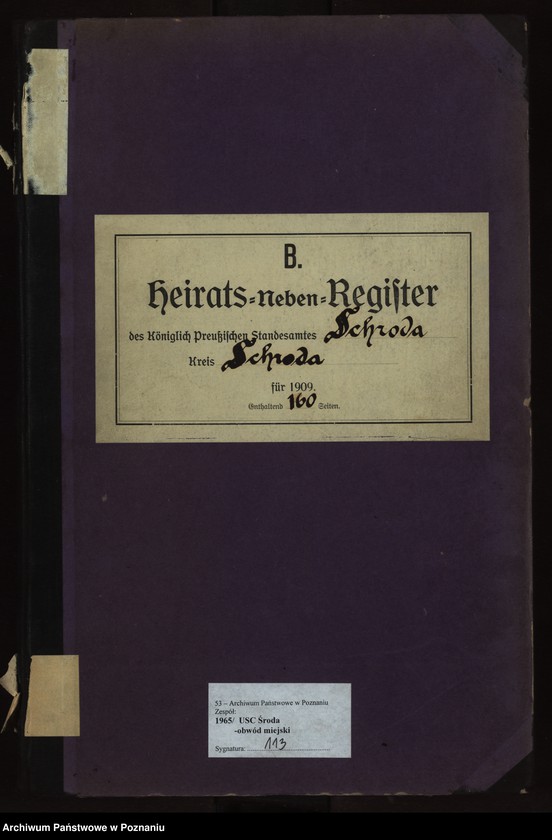 B.
Heirats-Neben-Regiſter
des Königlich Preußiſchen Standesamtes Schroda
Kreis Schroda
für 1909.
Enthaltend 160 Seiten.
53 – Archiwum Państwowe w Poznaniu
Zespół:
1965/ USC Środa
-obwód miejski
Sygnatura: 113
Archiwum Państwowe w Poznaniu